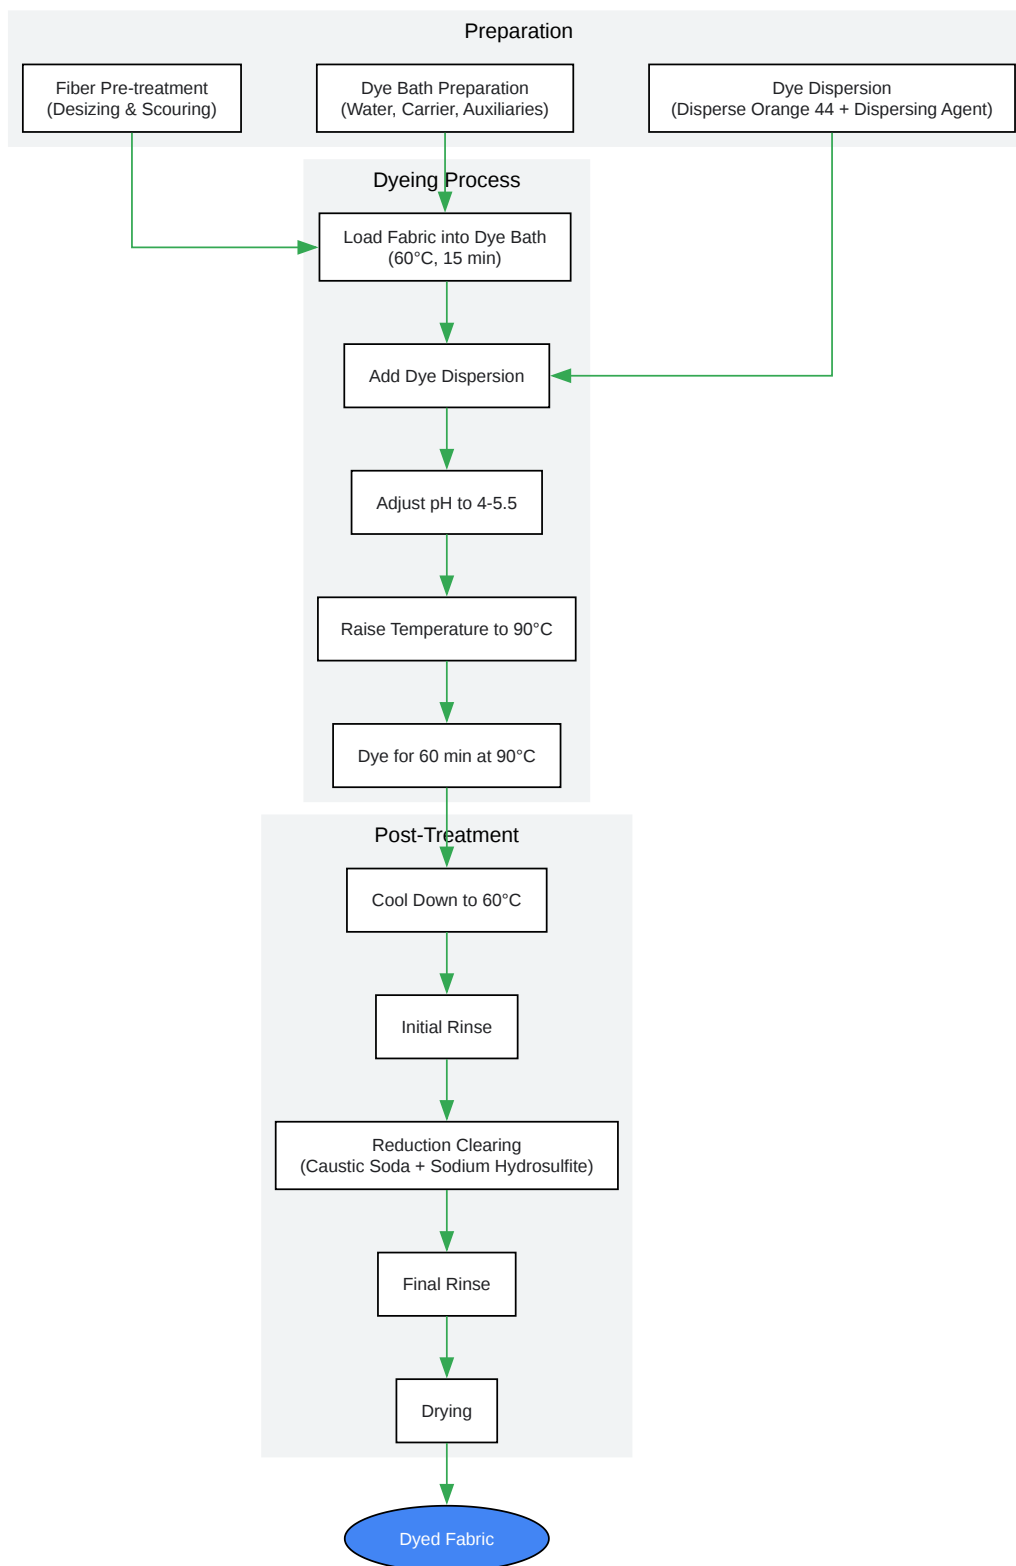 Preparation
Fiber Pre-treatment
(Desizing & Scouring)
Dye Bath Preparation
(Water, Carrier, Auxiliaries)
Dye Dispersion
(Disperse Orange 44 + Dispersing Agent)
Dyeing Process
Load Fabric into Dye Bath
(60°C, 15 min)
Add Dye Dispersion
Adjust pH to 4-5.5
Raise Temperature to 90°C
Dye for 60 min at 90°C
Post-Treatment
Cool Down to 60°C
Initial Rinse
Reduction Clearing
(Caustic Soda + Sodium Hydrosulfite)
Final Rinse
Drying
Dyed Fabric